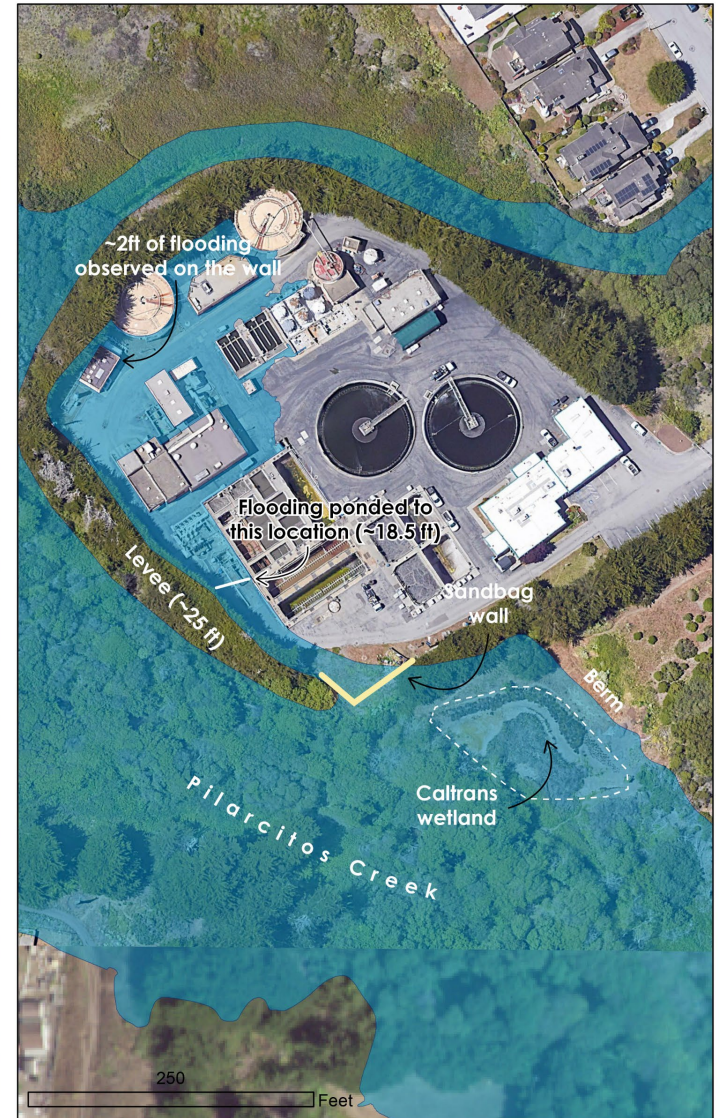 ~2ft of flooding
observed on the wall
Flooding ponded to
this location (~18.5 ft)
Levee (~25 ft)
Sandbag
wall
Berm
Caltrans
wetland
Pilarcitos Creek
250
Feet